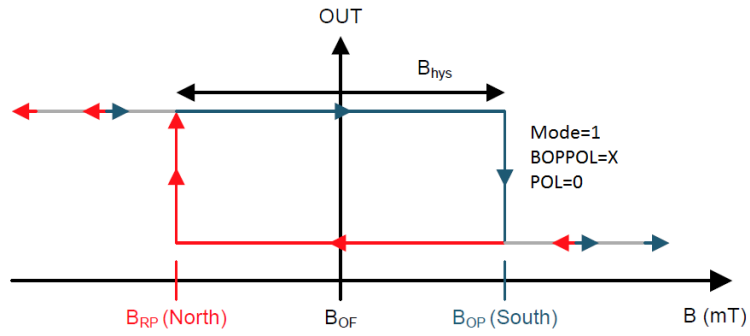 OUT
Bhys
Mode=1
BOPPOL=X
POL=0
BRP (North)
BOF
BOP (South)
B (mT)